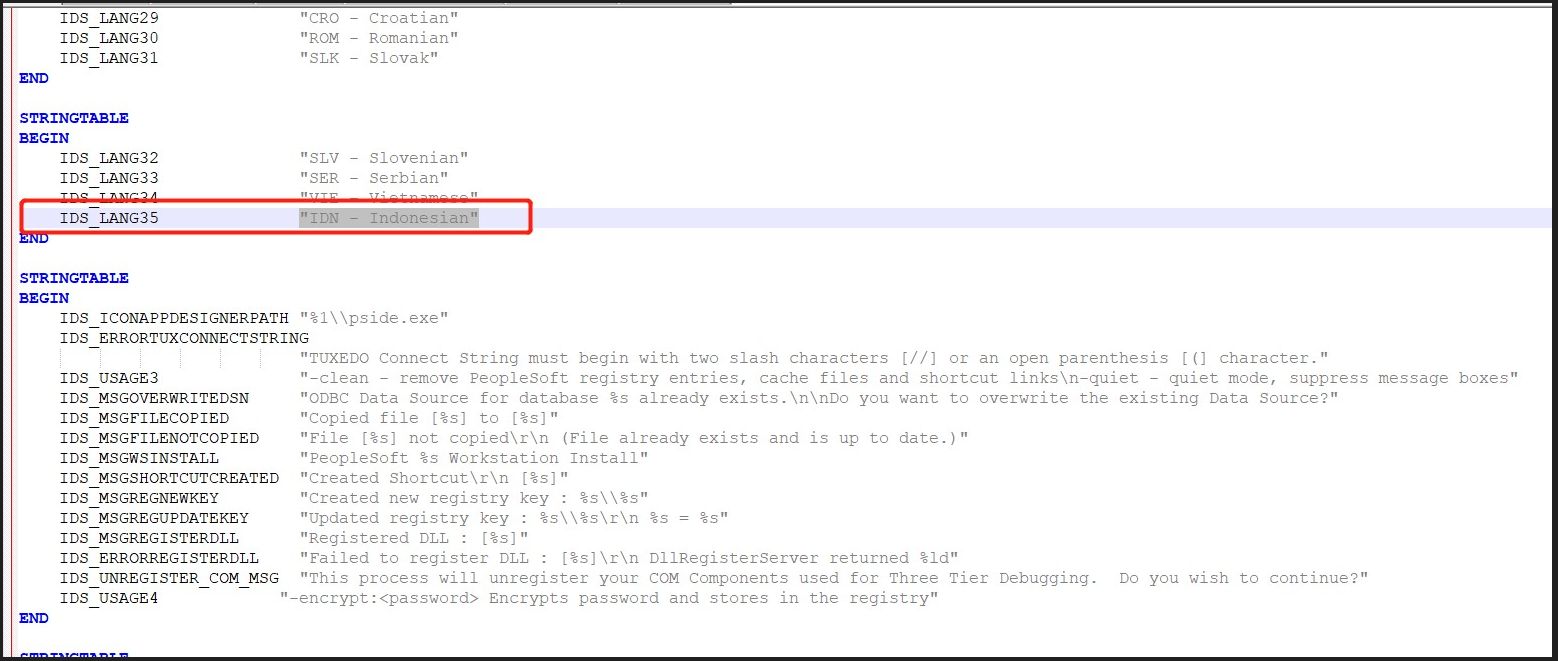 IDS_LANG29 "CRO - Croatian"
IDS_LANG30 "ROM - Romanian"
IDS_LANG31 "SLK - Slovak"
END
STRINGTABLE
BEGIN
IDS_LANG32 "SLV - Slovenian"
IDS_LANG33 "SER - Serbian"
IDS_LANG34 "VIE - Vietnamese"
IDS_LANG35 "IDN - Indonesian"
END
STRINGTABLE
BEGIN
IDS_ICONAPPDESIGNERPATH "%1\\pside.exe"
IDS_ERRORTUXCONNECTSTRING
"TUXEDO Connect String must begin with two slash characters [//] or an open parenthesis [(] character."
IDS_USAGE3 "-clean - remove PeopleSoft registry entries, cache files and shortcut links\n-quiet - quiet mode, suppress message boxes"
IDS_MSGOVERWRITEDSN "ODBC Data Source for database %s already exists.\n\nDo you want to overwrite the existing Data Source?"
IDS_MSGFILECOPIED "Copied file [%s] to [%s]"
IDS_MSGFILENOTCOPIED "File [%s] not copied\r\n (File already exists and is up to date.)"
IDS_MSGWSINSTALL "PeopleSoft %s Workstation Install"
IDS_MSGSHORTCUTCREATED "Created Shortcut\r\n [%s]"
IDS_MSGREGNEWKEY "Created new registry key : %s\\%s"
IDS_MSGREGUPDATEKEY "Updated registry key : %s\\%s\r\n %s = %s"
IDS_MSGREGISTERDLL "Registered DLL : [%s]"
IDS_ERRORREGISTERDLL "Failed to register DLL : [%s]\r\n DllRegisterServer returned %ld"
IDS_UNREGISTER_COM_MSG "This process will unregister your COM Components used for Three Tier Debugging.  Do you wish to continue?"
IDS_USAGE4 "-encrypt:<password> Encrypts password and stores in the registry"
END
STRINGTABLE